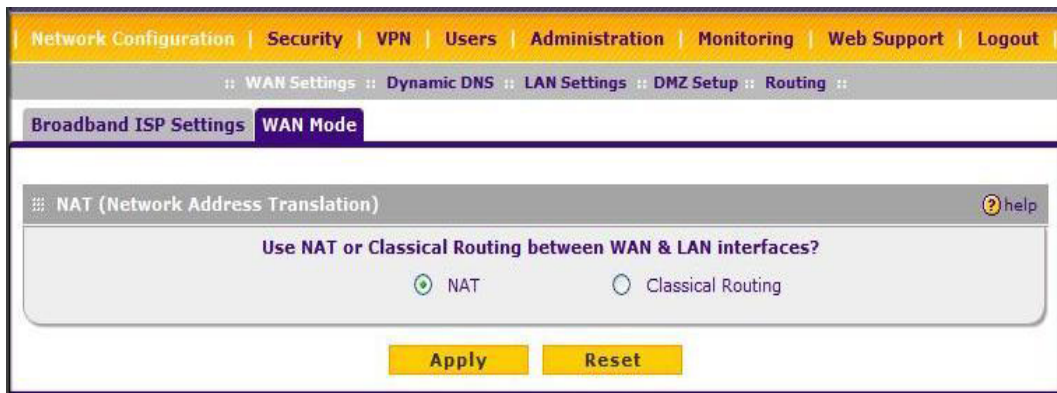 | Network Configuration | Security | VPN | Users | Administration | Monitoring | Web Support | Logout |
:: WAN Settings :: Dynamic DNS :: LAN Settings :: DMZ Setup :: Routing ::
Broadband ISP Settings WAN Mode
NAT (Network Address Translation) ? help
Use NAT or Classical Routing between WAN & LAN interfaces?
NAT Classical Routing
Apply Reset